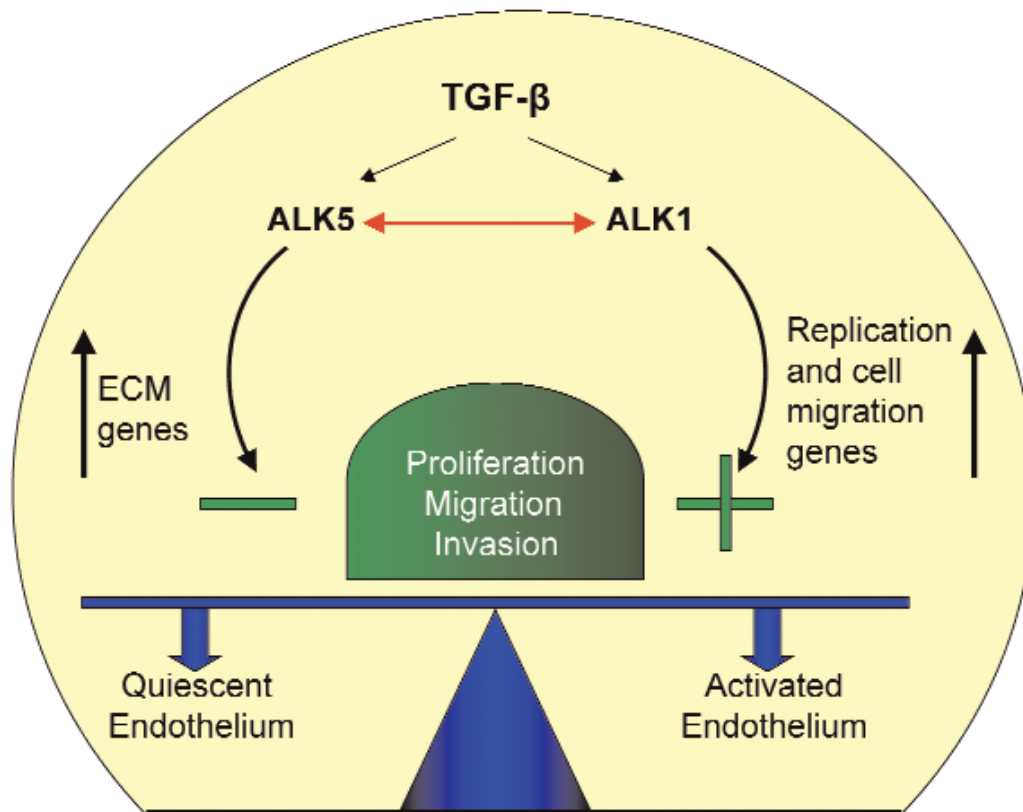 TGF-β
ALK5
ALK1
ECM
genes
Replication
and cell
migration
genes
Proliferation
Migration
Invasion
Quiescent
Endothelium
Activated
Endothelium